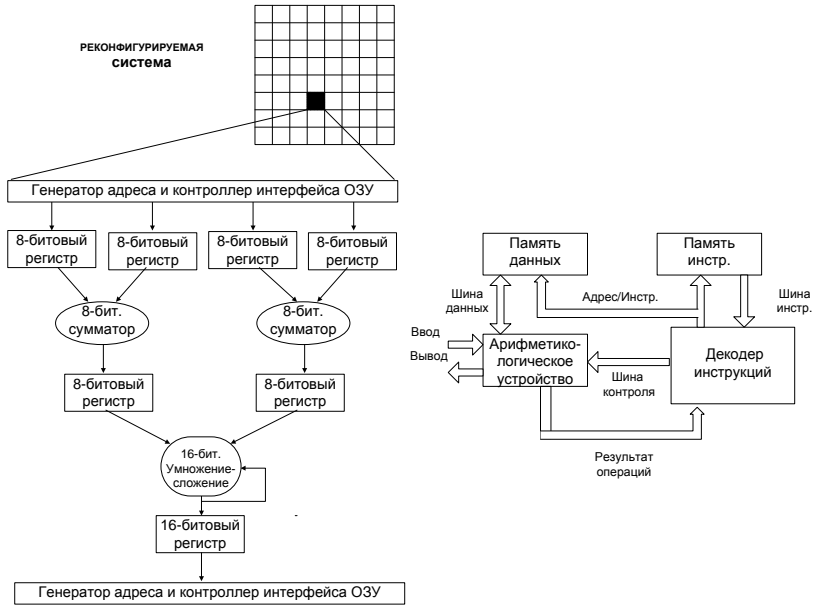 РЕКОНФИГУРИРУЕМАЯ
система
Генератор адреса и контроллер интерфейса ОЗУ
8-битовый
регистр
8-битовый
регистр
8-битовый
регистр
8-битовый
регистр
8-бит.
сумматор
8-бит.
сумматор
8-битовый
регистр
8-битовый
регистр
16-бит.
Умножение-
сложение
16-битовый
регистр
Генератор адреса и контроллер интерфейса ОЗУ
Память
данных
Память
инстр.
Шина
данных
Адрес/Инстр.
Шина
инстр.
Ввод
Вывод
Арифметико-
логическое
устройство
Шина
контроля
Декодер
инструкций
Результат
операций